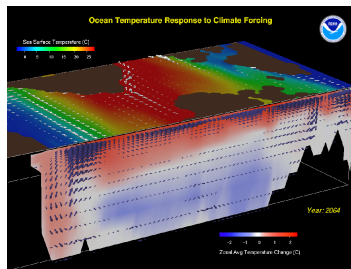 Ocean Temperature Response to Climate Forcing
Sea Surface Temperature (C)
0 5 10 15 20 25
Year: 2064
-2 -1 0 1 2
Zonal Avg Temperature Change (C)